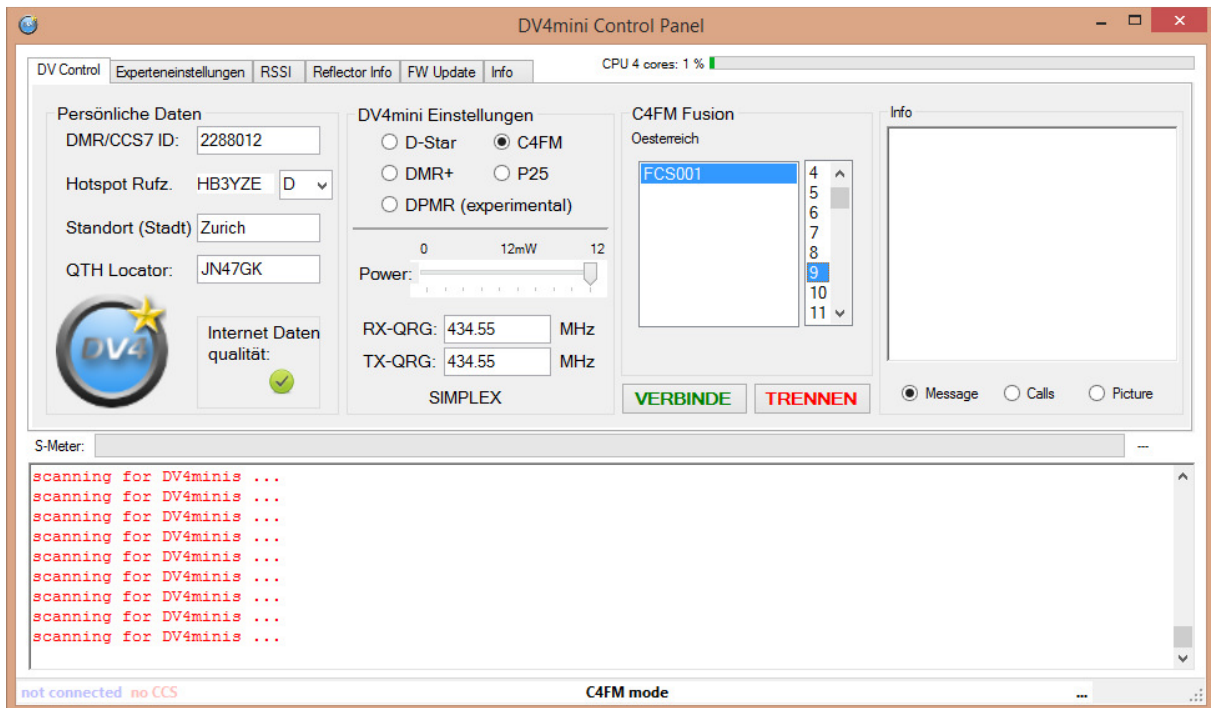 DV4mini Control Panel
DV Control
Experteneinstellungen
RSSI
Reflector Info
FW Update
Info
CPU 4 cores: 1 %
Persönliche Daten
DMR/CCS7 ID: 2288012
Hotspot Rufz. HB3YZE D
Standort (Stadt) Zurich
QTH Locator: JN47GK
DV4
Internet Daten
qualität:
DV4mini Einstellungen
D-Star C4FM
DMR+ P25
DPMR (experimental)
0 12mW 12
Power:
RX-QRG: 434.55 MHz
TX-QRG: 434.55 MHz
SIMPLEX
C4FM Fusion
Oesterreich
FCS001
4
5
6
7
8
9
10
11
VERBINDE TRENNEN
Info
Message Calls Picture
S-Meter: ---
scanning for DV4minis ...
scanning for DV4minis ...
scanning for DV4minis ...
scanning for DV4minis ...
scanning for DV4minis ...
scanning for DV4minis ...
scanning for DV4minis ...
scanning for DV4minis ...
scanning for DV4minis ...
not connected no CCS C4FM mode ...